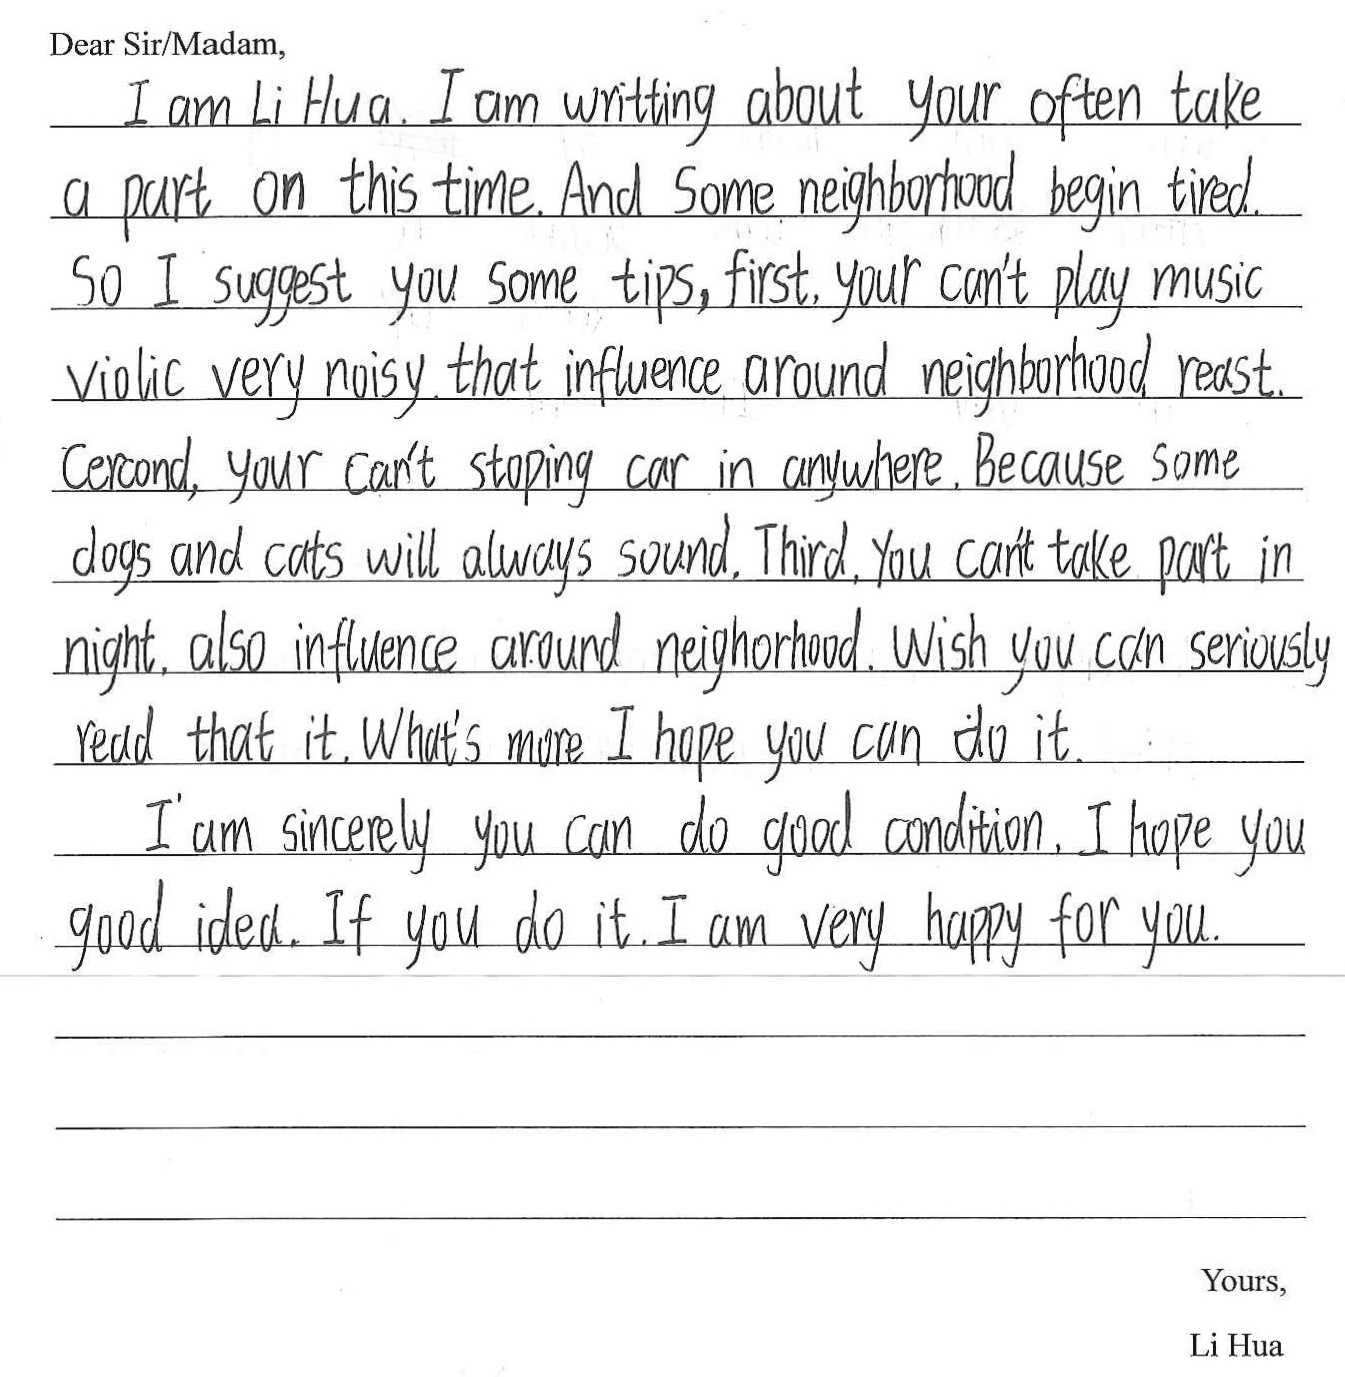 Dear Sir/Madam,
I am Li Hua. I am writting about your often take
a part on this time. And Some neighborhood begin tired.
So I suggest you some tips, first, your can't play music
violic very noisy that influence around neighborhood reast.
Cercond, your can't stoping car in anywhere. Because some
dogs and cats will always sound. Third, You can't take part in
night, also influence around neighorhood. Wish you can seriously
read that it. What's more I hope you can do it.
I'am sincerely you can do good condition. I hope you
good idea. If you do it. I am very happy for you.
Yours,
Li Hua